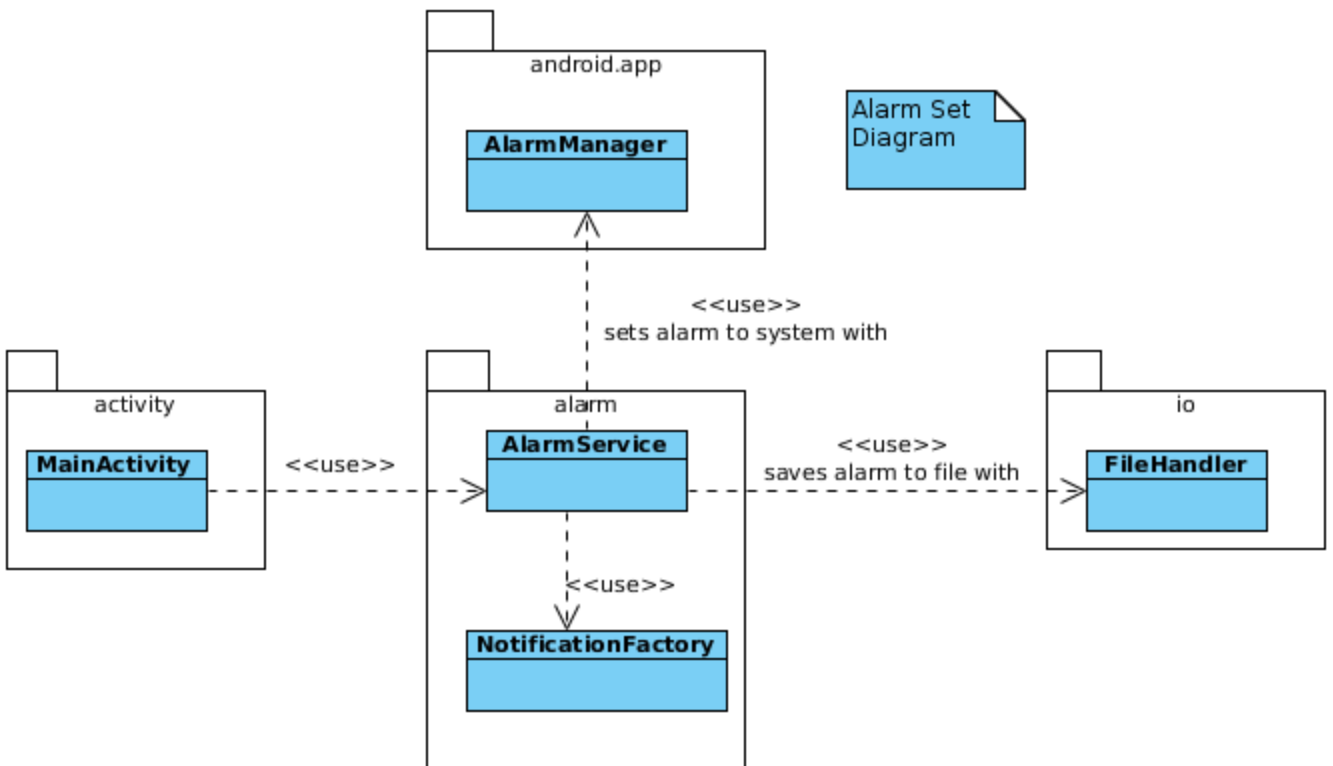 android.app
AlarmManager
Alarm Set
Diagram
<<use>>
sets alarm to system with
activity
MainActivity
<<use>>
alarm
AlarmService
<<use>>
saves alarm to file with
io
FileHandler
<<use>>
NotificationFactory